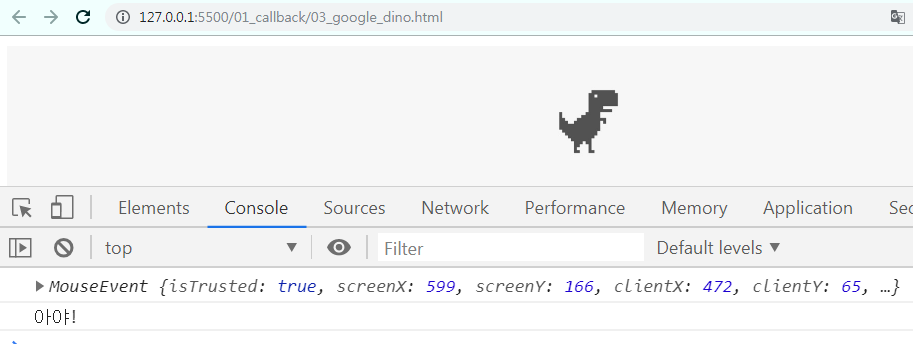 127.0.0.1:5500/01_callback/03_google_dino.html
Elements Console Sources Network Performance Memory Application Sec
top Filter Default levels ▼
MouseEvent {isTrusted: true, screenX: 599, screenY: 166, clientX: 472, clientY: 65, …}
아야!